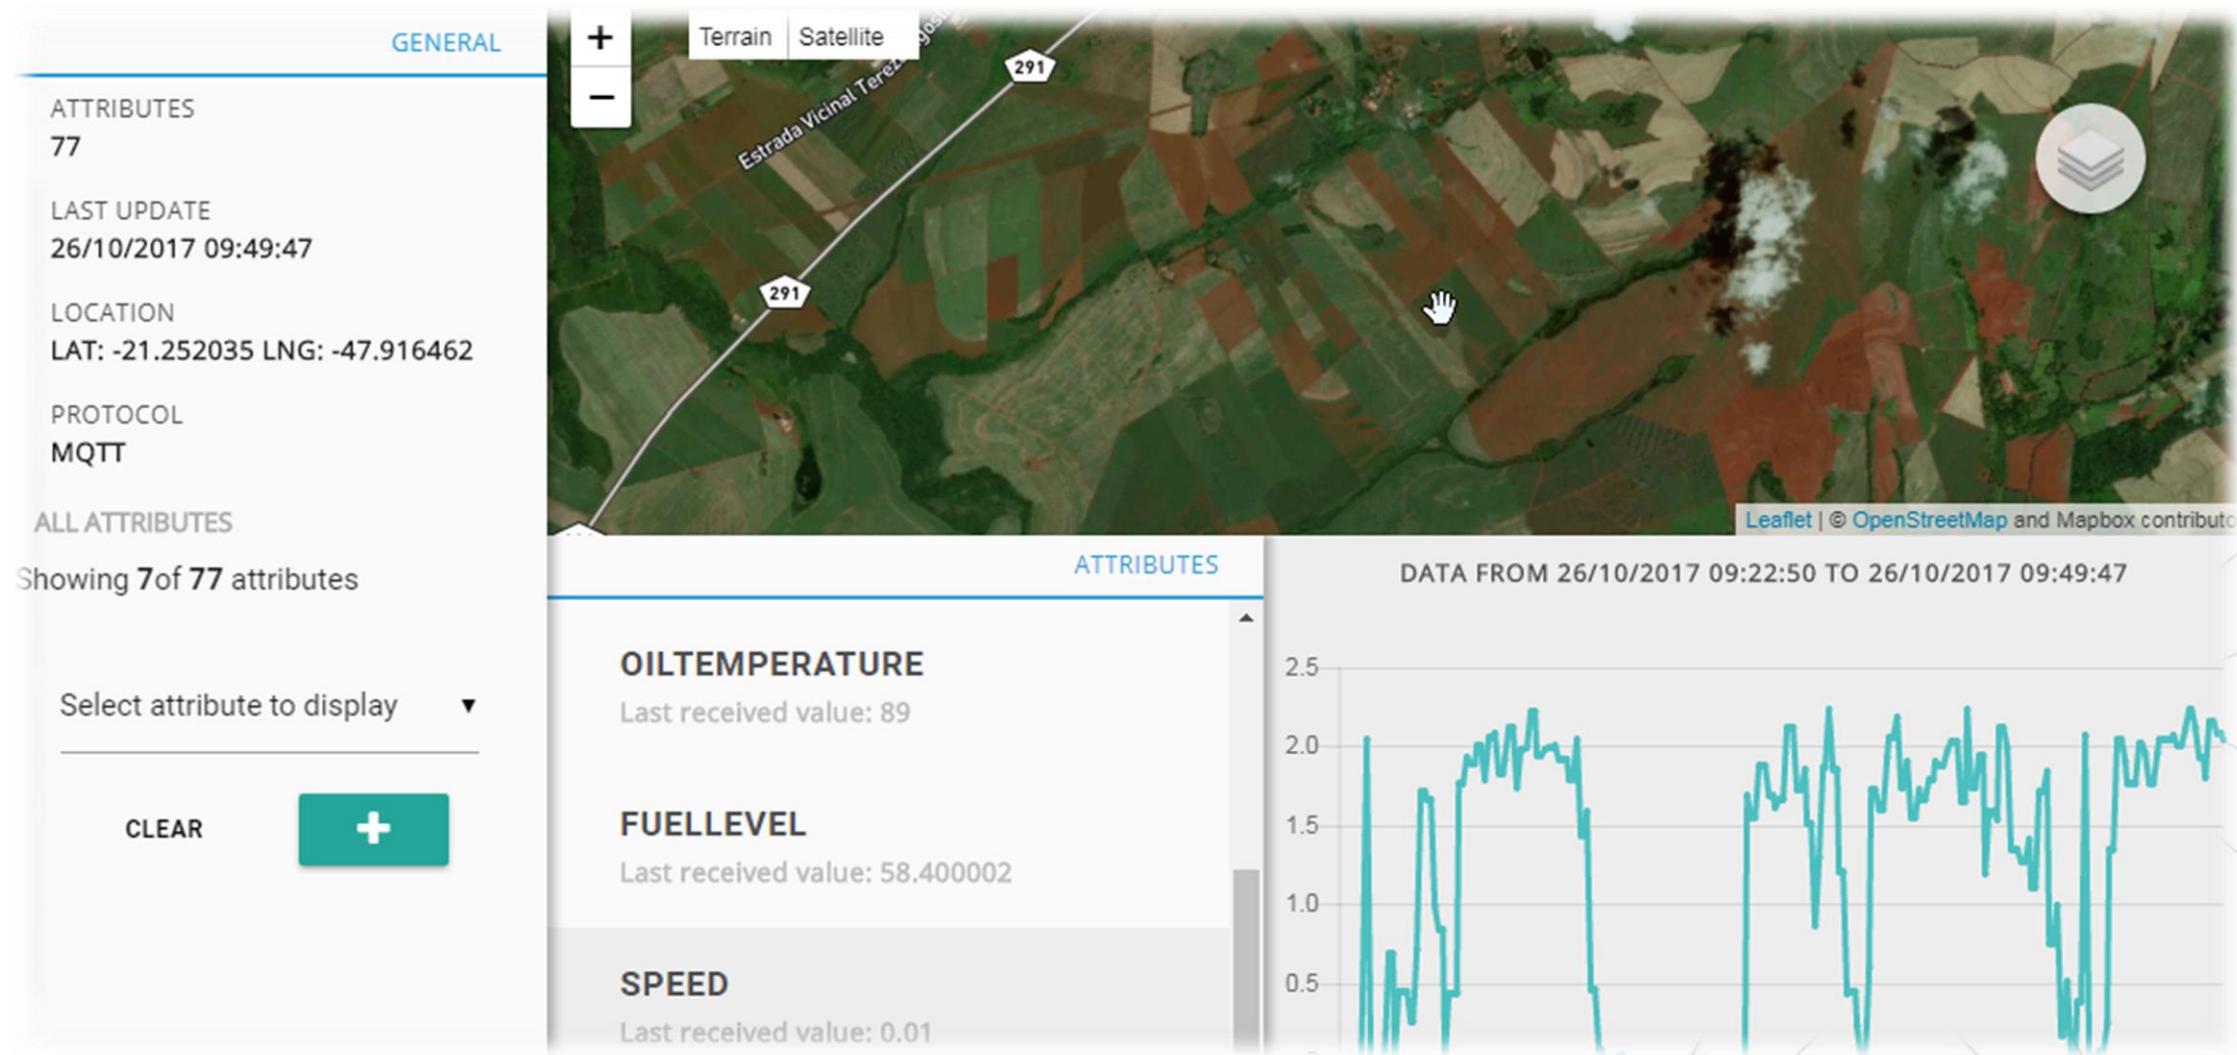 GENERAL
ATTRIBUTES
77
LAST UPDATE
26/10/2017 09:49:47
LOCATION
LAT: -21.252035 LNG: -47.916462
PROTOCOL
MQTT
ALL ATTRIBUTES
Showing 7of 77 attributes
Select attribute to display
CLEAR
+
−
Terrain Satellite
Estrada Vicinal
291
291
Leaflet | © OpenStreetMap and Mapbox
ATTRIBUTES
OILTEMPERATURE
Last received value: 89
FUELLEVEL
Last received value: 58.400002
SPEED
Last received value: 0.01
DATA FROM 26/10/2017 09:22:50 TO 26/10/2017 09:49:47
2.5
2.0
1.5
1.0
0.5